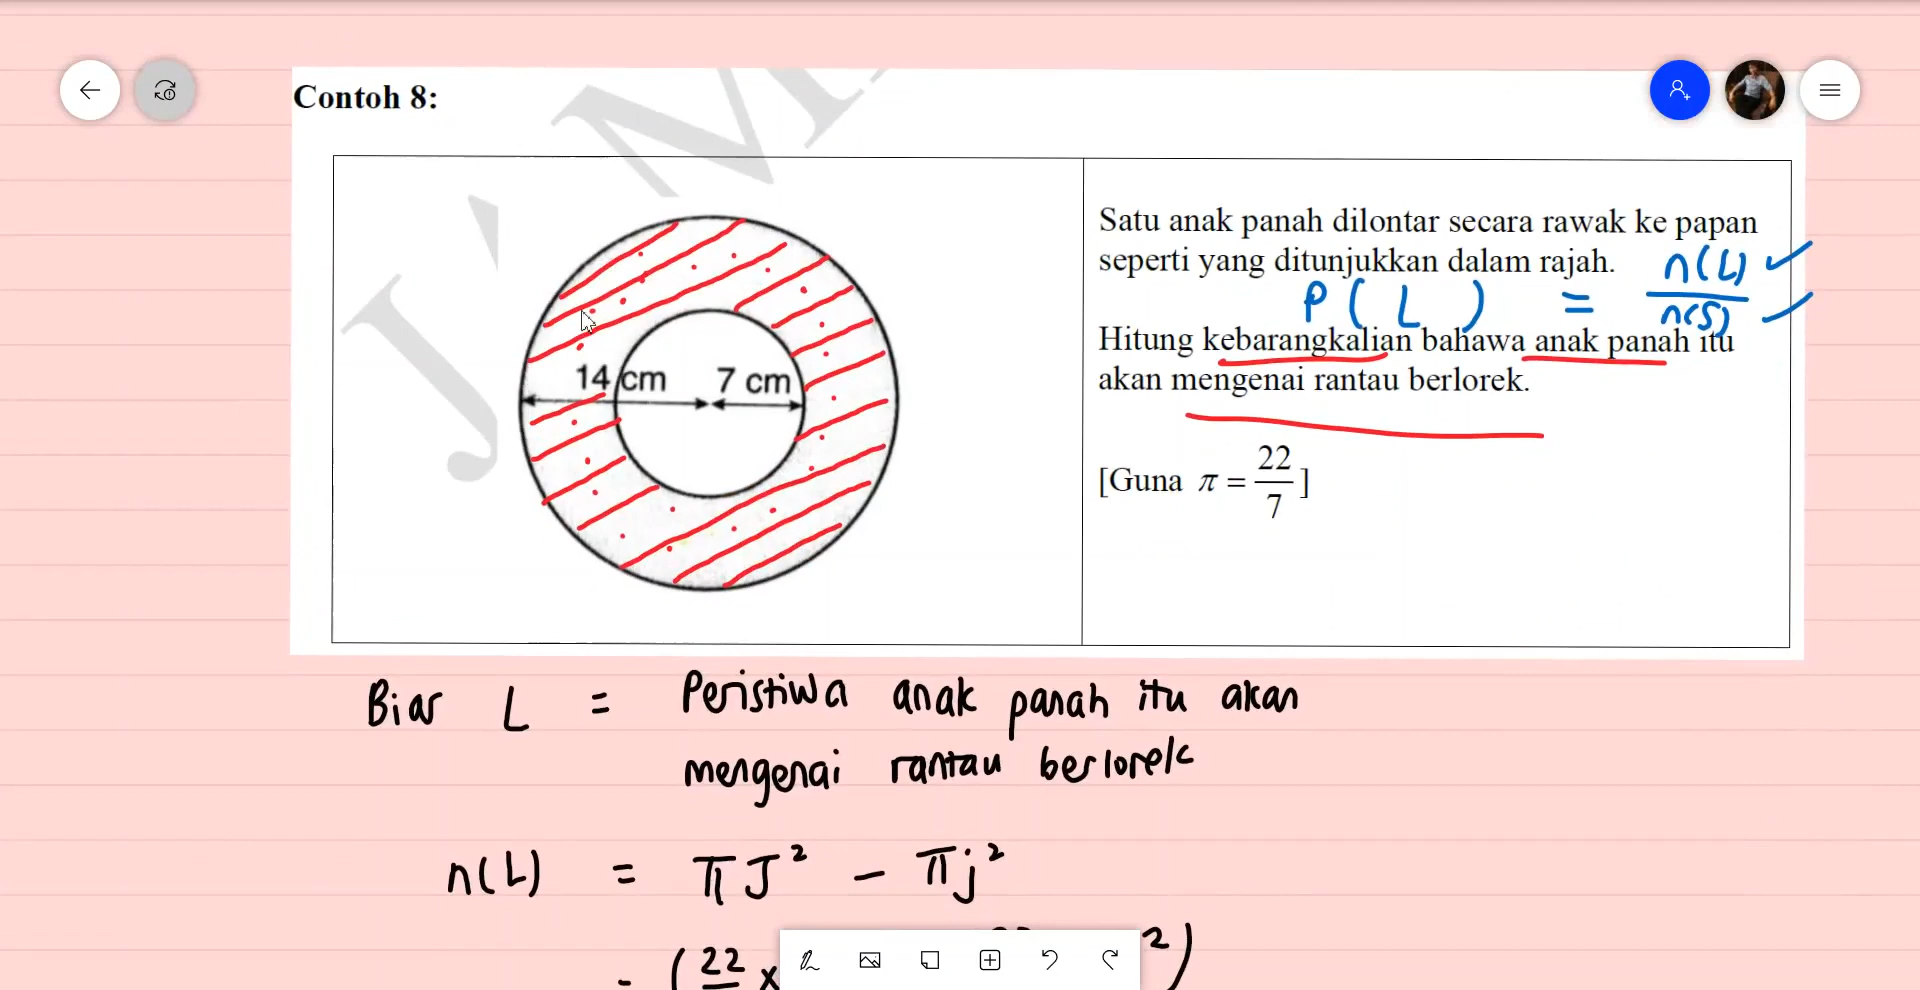 Contoh 8:
Satu anak panah dilontar secara rawak ke papan
seperti yang ditunjukkan dalam rajah.
n(L)
P ( L ) = n(S)
Hitung kebarangkalian bahawa anak panah itu
akan mengenai rantau berlorek.
14 cm 7 cm
[Guna π = 22/7]
Biar L = Peristiwa anak panah itu akan
mengenai rantau berlorek
n(L) = πJ² − πj²
= (22 × ²)